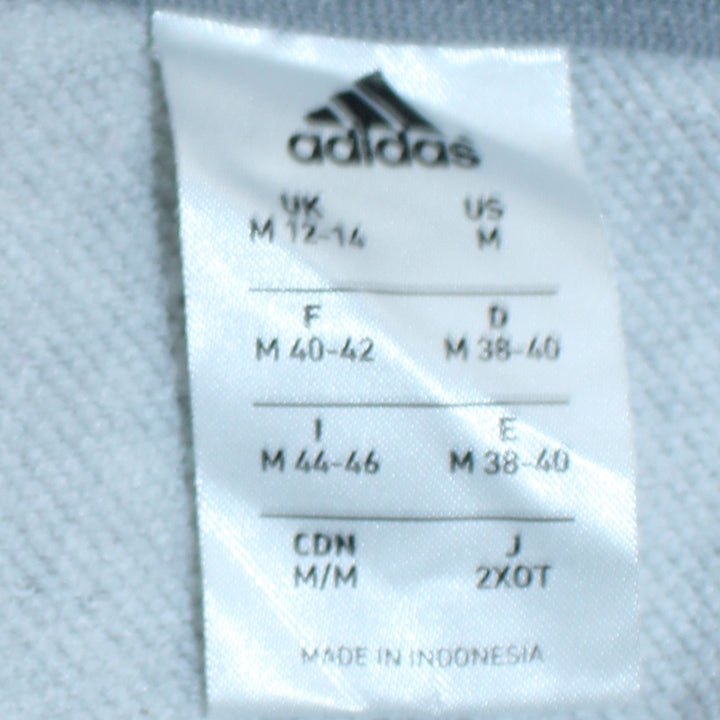 adidas
UK US
M 12-14 M
F D
M 40-42 M 38-40
I E
M 44-46 M 38-40
CDN J
M/M 2XOT
MADE IN INDONESIA